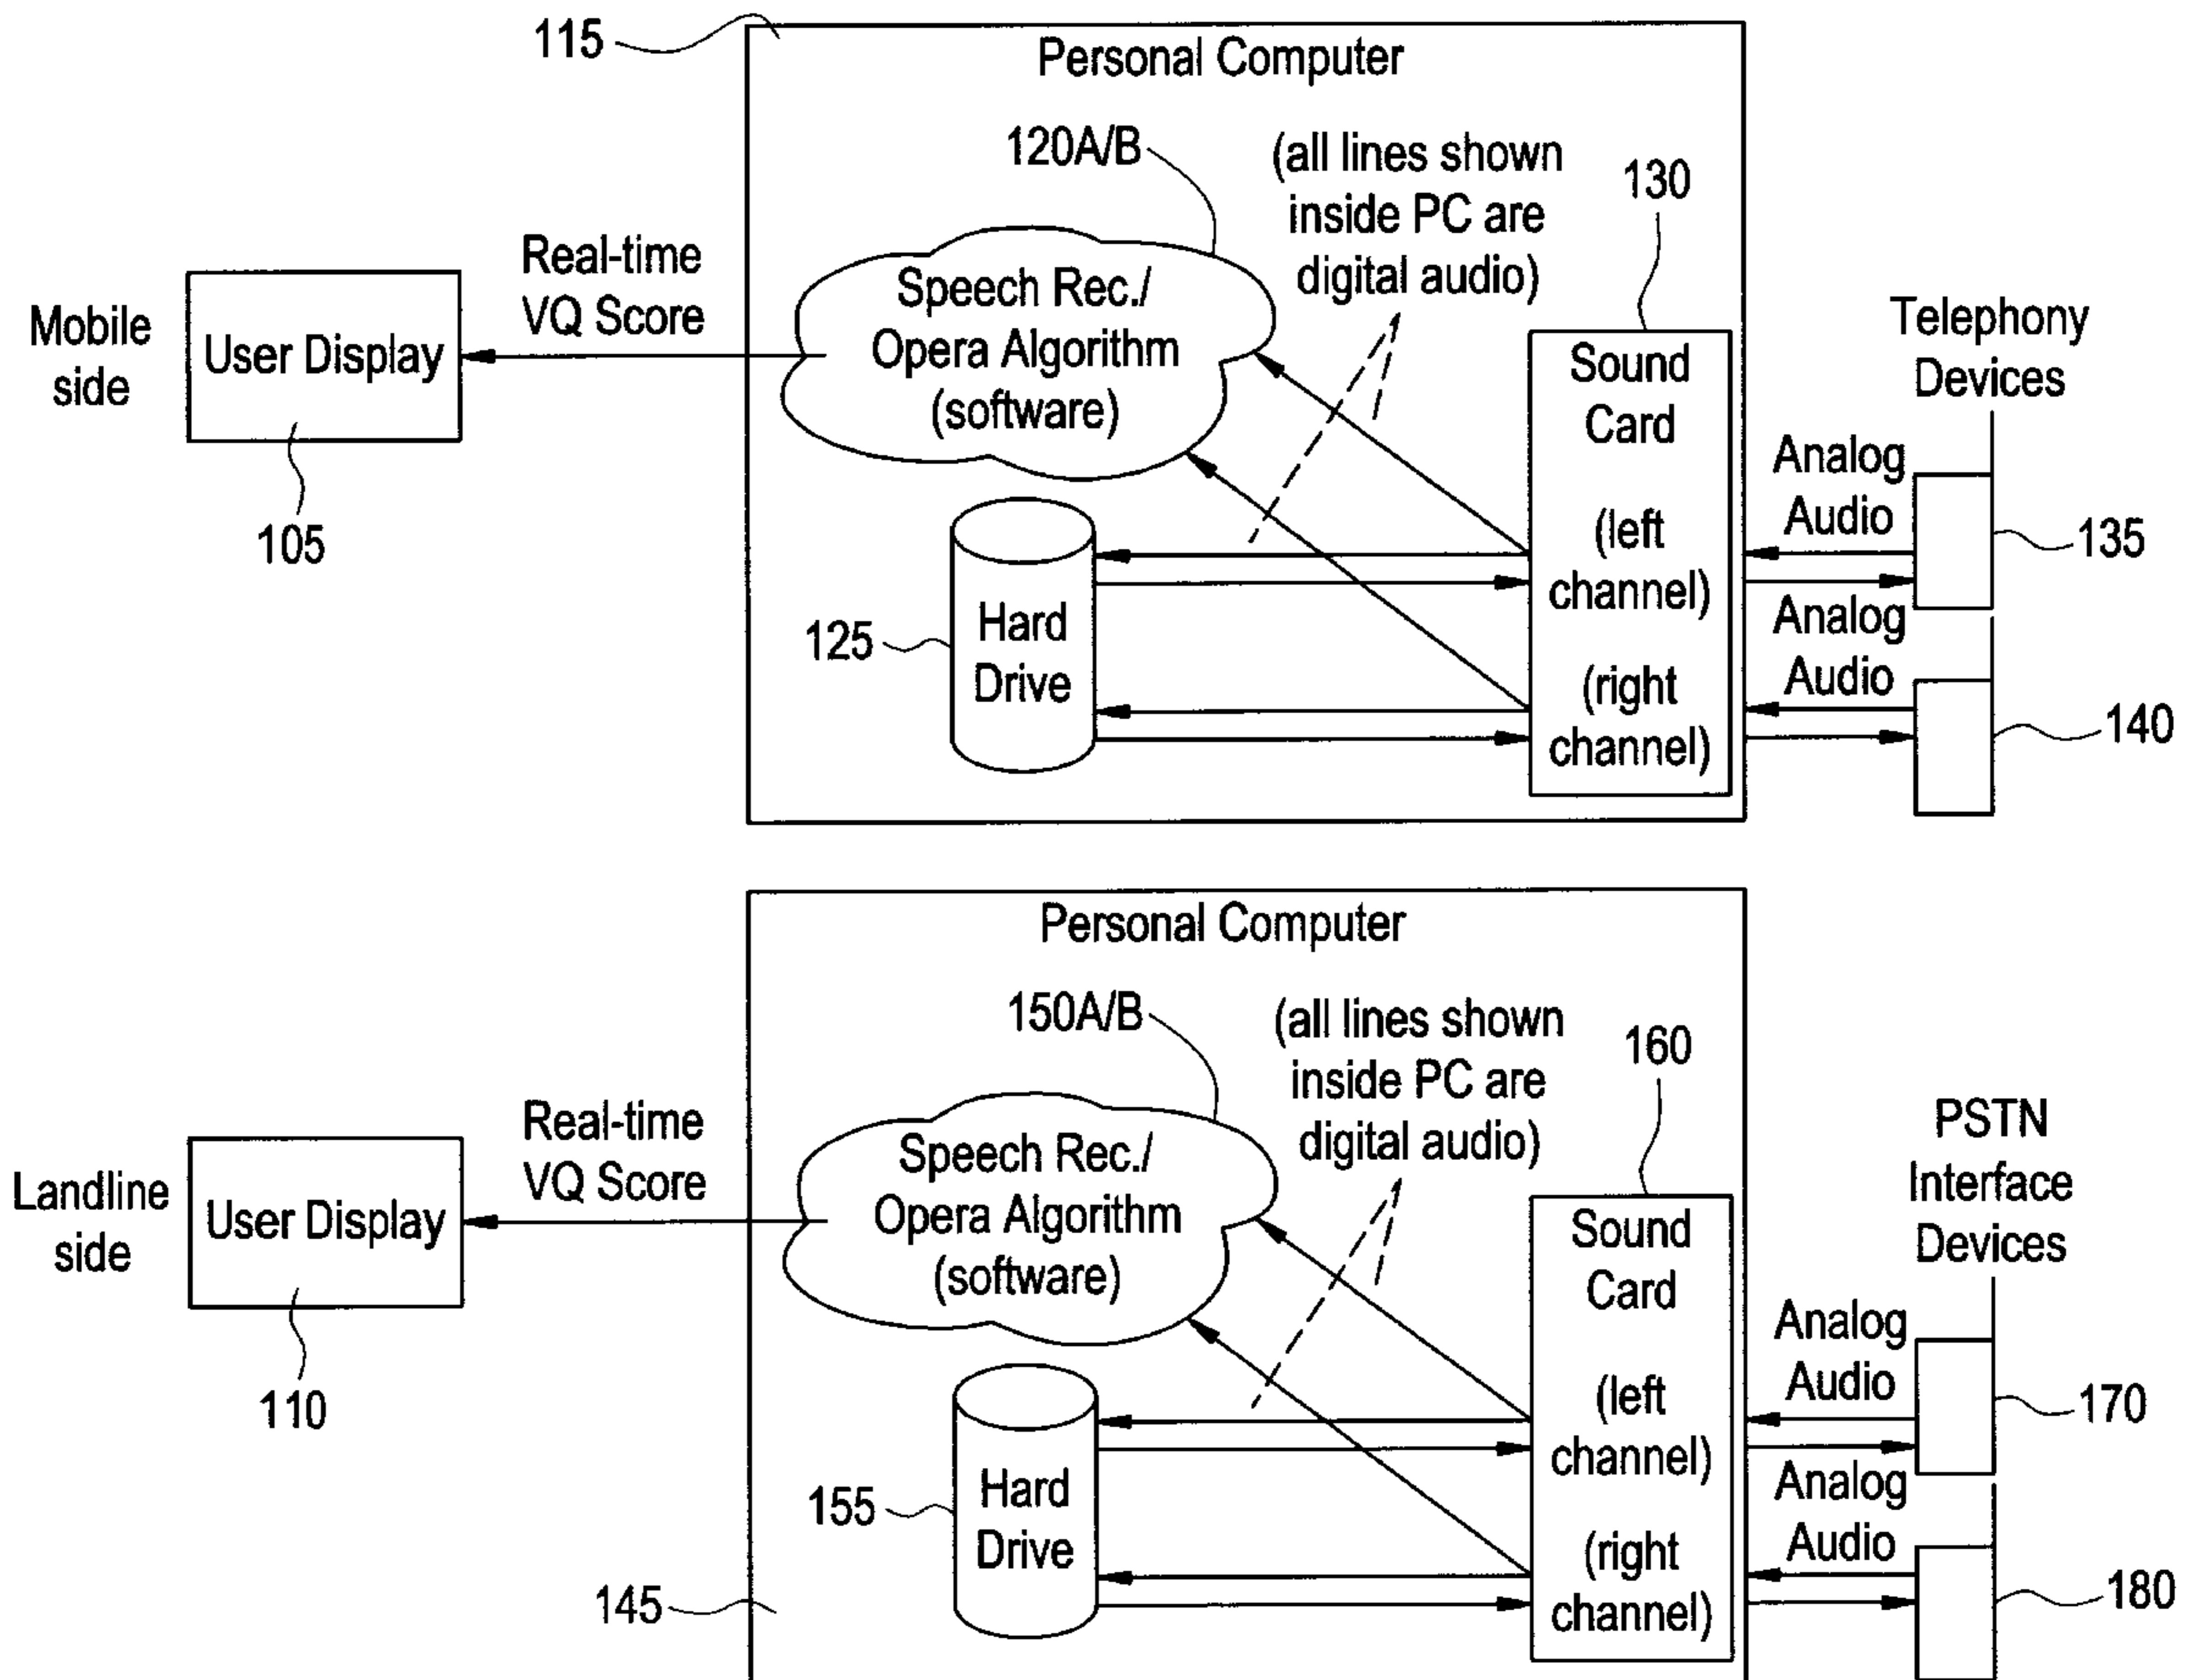 115
Personal Computer
120A/B
(all lines shown
inside PC are
digital audio)
130
Mobile
side
User Display
105
Real-time
VQ Score
Speech Rec./
Opera Algorithm
(software)
125
Hard
Drive
Sound
Card
(left
channel)
(right
channel)
Telephony
Devices
Analog
Audio
135
Analog
Audio
140
Personal Computer
150A/B
(all lines shown
inside PC are
digital audio)
160
Landline
side
User Display
110
Real-time
VQ Score
Speech Rec./
Opera Algorithm
(software)
155
Hard
Drive
145
Sound
Card
(left
channel)
(right
channel)
PSTN
Interface
Devices
Analog
Audio
170
Analog
Audio
180